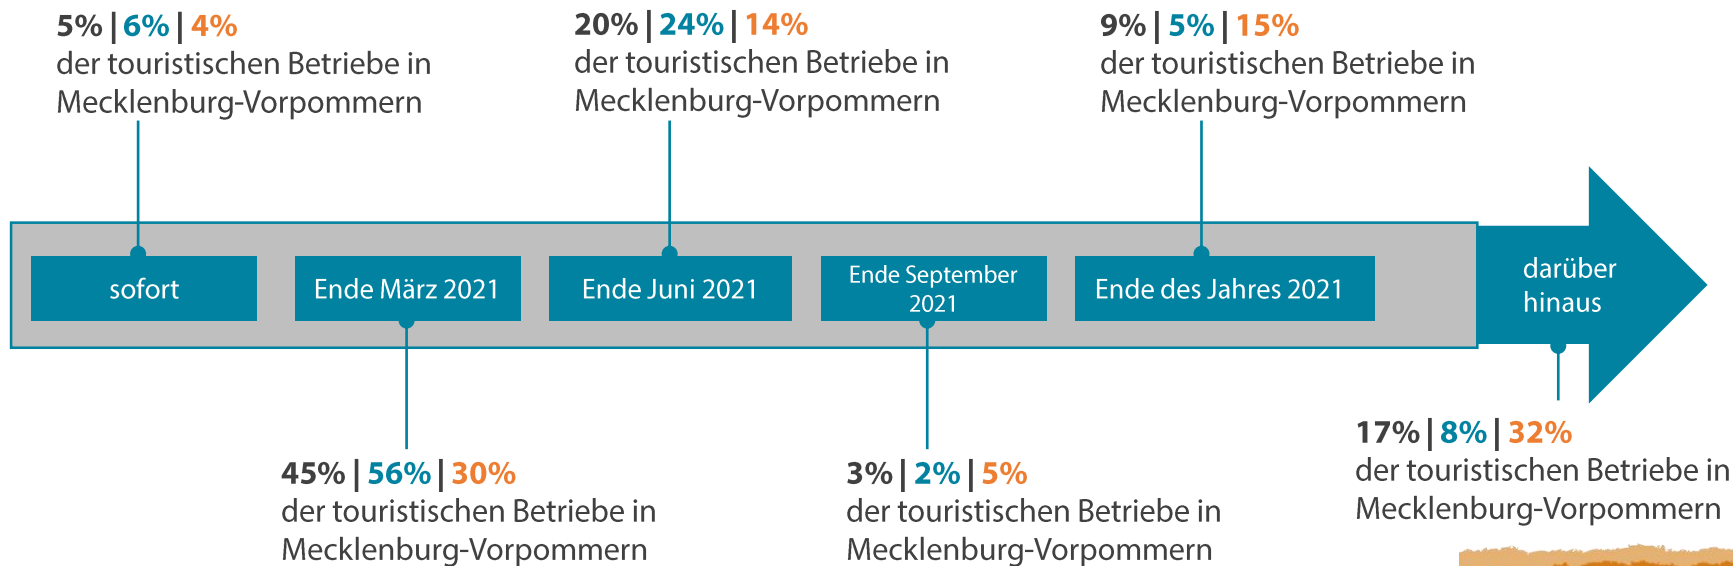 5% | 6% | 4%
der touristischen Betriebe in
Mecklenburg-Vorpommern
20% | 24% | 14%
der touristischen Betriebe in
Mecklenburg-Vorpommern
9% | 5% | 15%
der touristischen Betriebe in
Mecklenburg-Vorpommern
sofort
Ende März 2021
Ende Juni 2021
Ende September
2021
Ende des Jahres 2021
darüber
hinaus
45% | 56% | 30%
der touristischen Betriebe in
Mecklenburg-Vorpommern
3% | 2% | 5%
der touristischen Betriebe in
Mecklenburg-Vorpommern
17% | 8% | 32%
der touristischen Betriebe in
Mecklenburg-Vorpommern